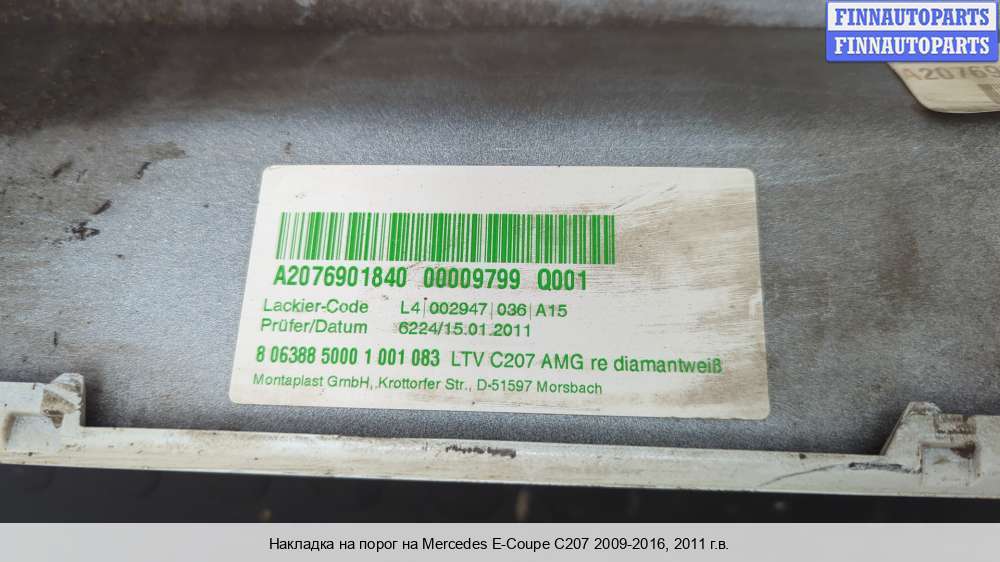 FINNAUTOPARTS
FINNAUTOPARTS
A20769
A2076901840 00009799 Q001
Lackier-Code L4|002947|036|A15
Prüfer/Datum 6224/15.01.2011
8 06388 5000 1 001 083 LTV C207 AMG re diamantweiß
Montaplast GmbH, Krottorfer Str., D-51597 Morsbach
Накладка на порог на Mercedes E-Coupe C207 2009-2016, 2011 г.в.